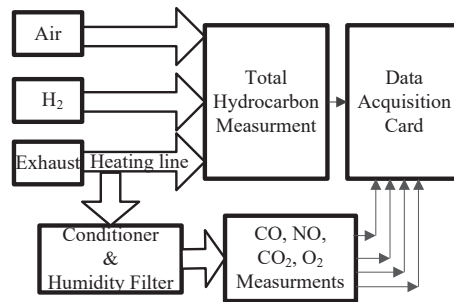 Air
H₂
Exhaust
Heating line
Total
Hydrocarbon
Measurment
Data
Acquisition
Card
Conditioner
&
Humidity Filter
CO, NO,
CO₂, O₂
Measurments